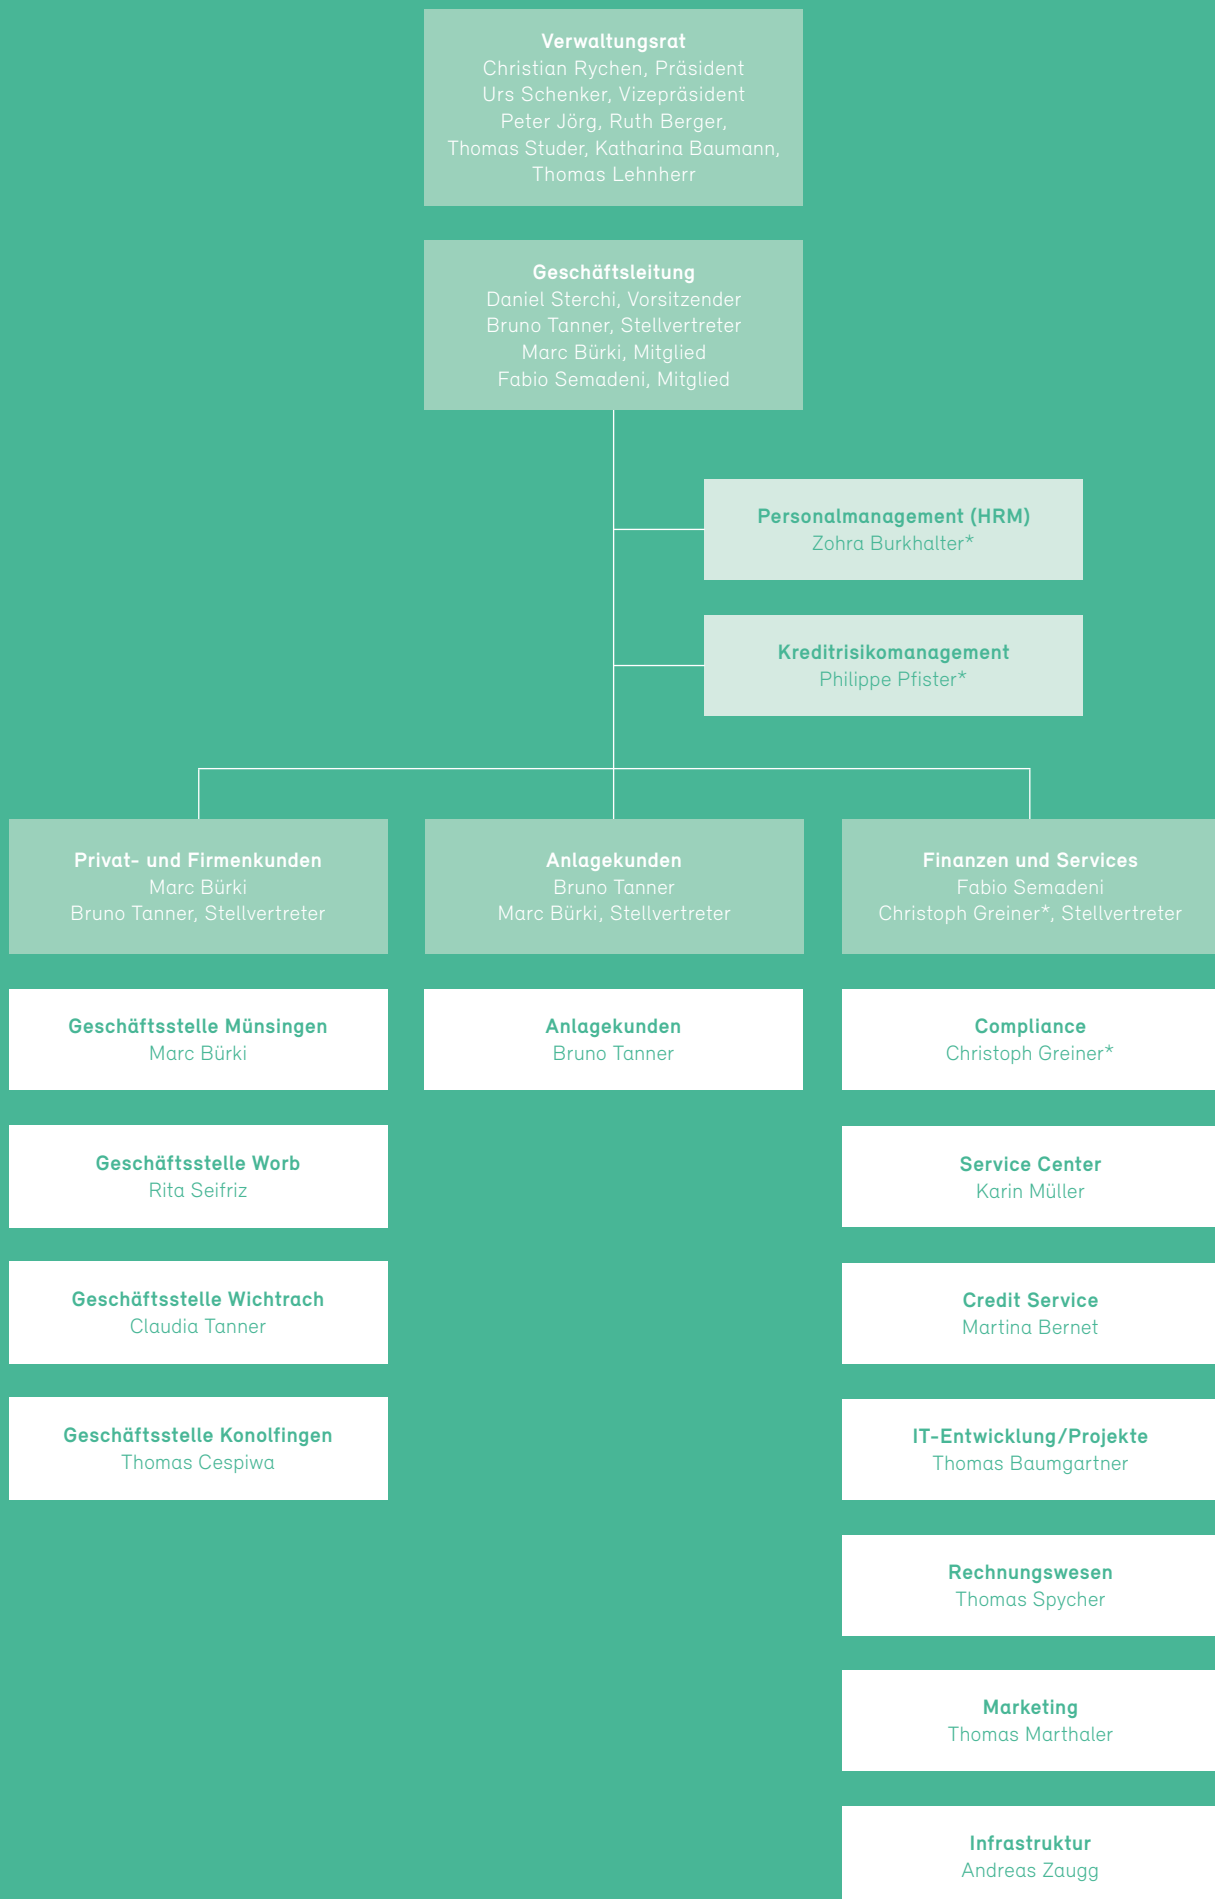 Verwaltungsrat
Christian Rychen, Präsident
Urs Schenker, Vizepräsident
Peter Jörg, Ruth Berger,
Thomas Studer, Katharina Baumann,
Thomas Lehnherr
Geschäftsleitung
Daniel Sterchi, Vorsitzender
Bruno Tanner, Stellvertreter
Marc Bürki, Mitglied
Fabio Semadeni, Mitglied
Personalmanagement (HRM)
Zohra Burkhalter*
Kreditrisikomanagement
Philippe Pfister*
Privat- und Firmenkunden
Marc Bürki
Bruno Tanner, Stellvertreter
Geschäftsstelle Münsingen
Marc Bürki
Geschäftsstelle Worb
Rita Seifriz
Geschäftsstelle Wichtrach
Claudia Tanner
Geschäftsstelle Konolfingen
Thomas Cespiwa
Anlagekunden
Bruno Tanner
Marc Bürki, Stellvertreter
Anlagekunden
Bruno Tanner
Finanzen und Services
Fabio Semadeni
Christoph Greiner*, Stellvertreter
Compliance
Christoph Greiner*
Service Center
Karin Müller
Credit Service
Martina Bernet
IT-Entwicklung/Projekte
Thomas Baumgartner
Rechnungswesen
Thomas Spycher
Marketing
Thomas Marthaler
Infrastruktur
Andreas Zaugg